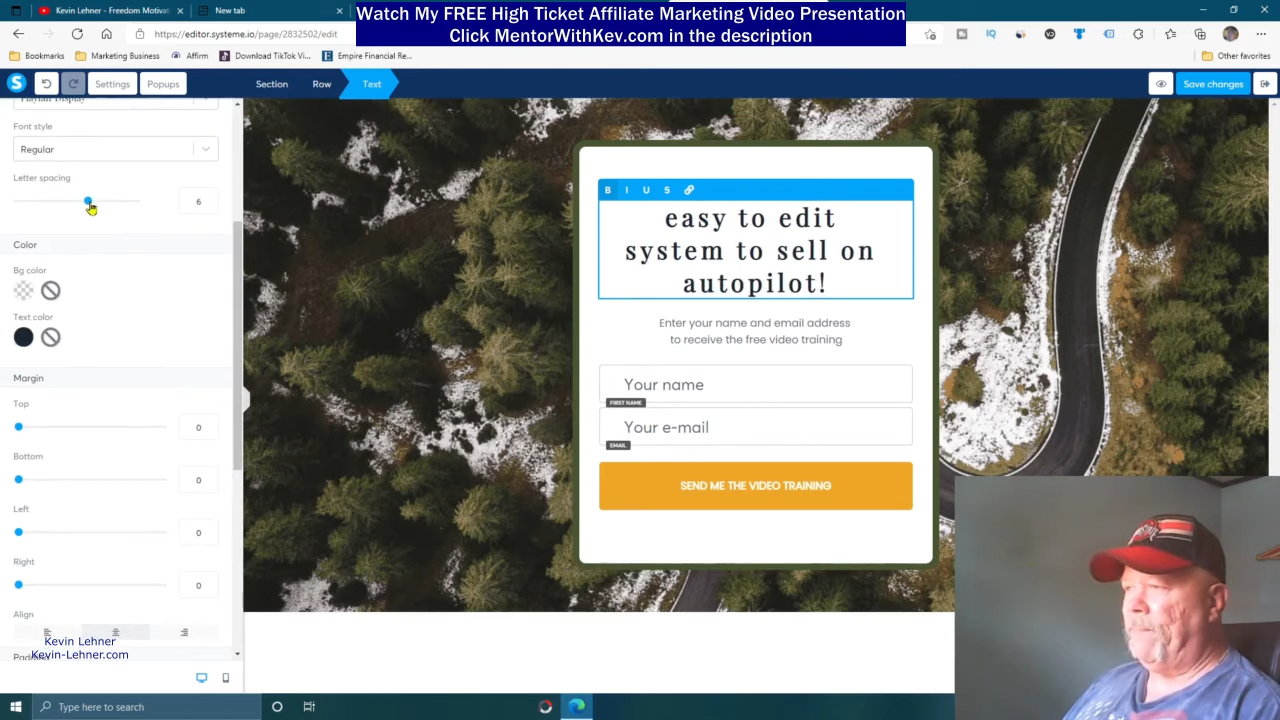 Watch My FREE High Ticket Affiliate Marketing Video Presentation
Click MentorWithKev.com in the description
Kevin Lehner - Freedom Motivat
New tab
https://editor.systeme.io/page/2832502/edit
Bookmarks
Marketing Business
Affirm
Download TikTok Vi...
Empire Financial Re...
Other favorites
Settings
Popups
Section
Row
Text
Save changes
Playfair Display
Font style
Regular
Letter spacing
6
Color
Bg color
Text color
Margin
Top
0
Bottom
0
Left
0
Right
0
Align
Kevin Lehner
Kevin-Lehner.com
B I U S
easy to edit
system to sell on
autopilot!
Enter your name and email address
to receive the free video training
Your name
FIRST NAME
Your e-mail
EMAIL
SEND ME THE VIDEO TRAINING
Type here to search